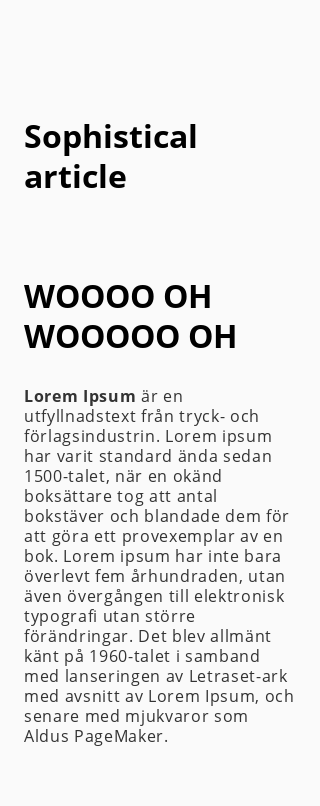 Sophistical
article
WOOOO OH
WOOOOO OH
Lorem Ipsum är en
utfyllnadstext från tryck- och
förlagsindustrin. Lorem ipsum
har varit standard ända sedan
1500-talet, när en okänd
boksättare tog att antal
bokstäver och blandade dem för
att göra ett provexemplar av en
bok. Lorem ipsum har inte bara
överlevt fem århundraden, utan
även övergången till elektronisk
typografi utan större
förändringar. Det blev allmänt
känt på 1960-talet i samband
med lanseringen av Letraset-ark
med avsnitt av Lorem Ipsum, och
senare med mjukvaror som
Aldus PageMaker.